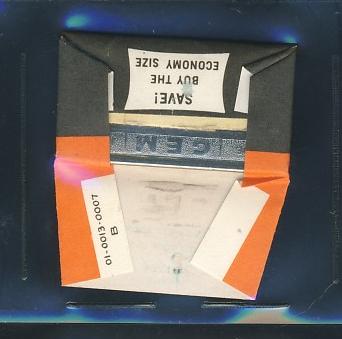 SAVE!
BUY THE
ECONOMY SIZE
GEM
01-0013-0007
B